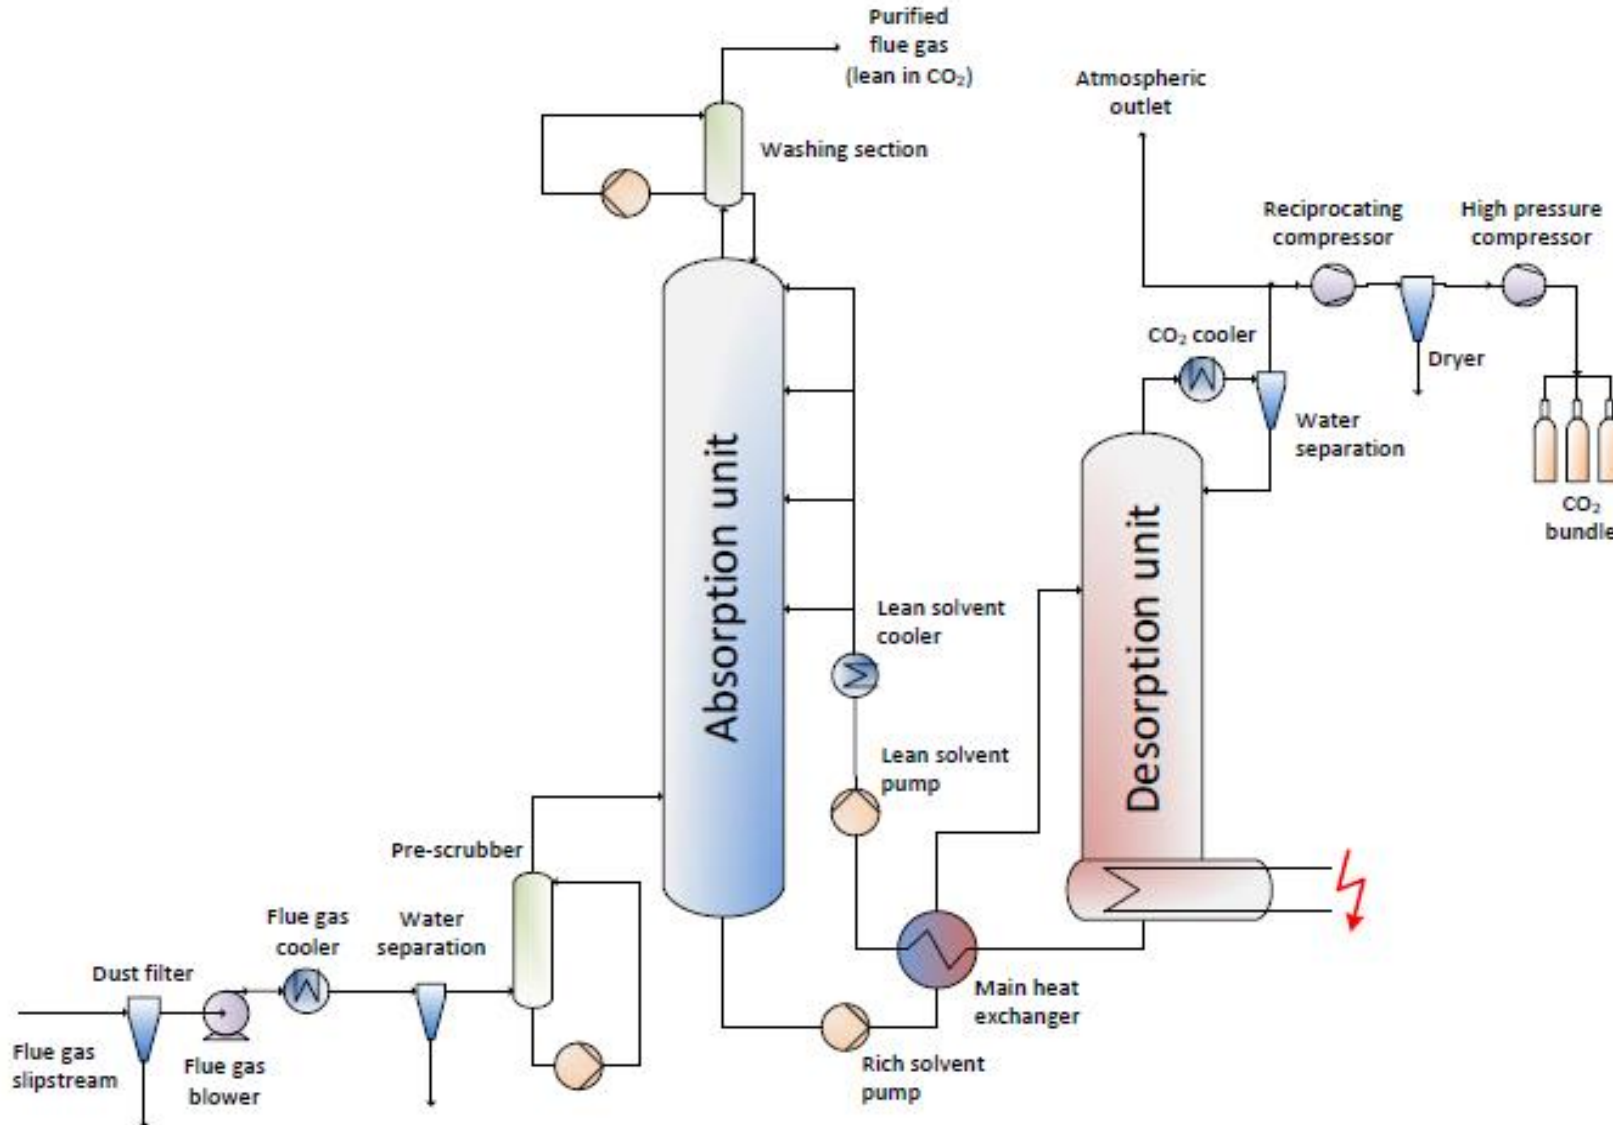 Purified
flue gas
(lean in CO₂)
Atmospheric
outlet
Washing section
Reciprocating
compressor
High pressure
compressor
CO₂ cooler
Dryer
Water
separation
CO₂
bundle
Absorption unit
Desorption unit
Lean solvent
cooler
Lean solvent
pump
Pre-scrubber
Flue gas
cooler
Water
separation
Dust filter
Main heat
exchanger
Flue gas
slipstream
Flue gas
blower
Rich solvent
pump